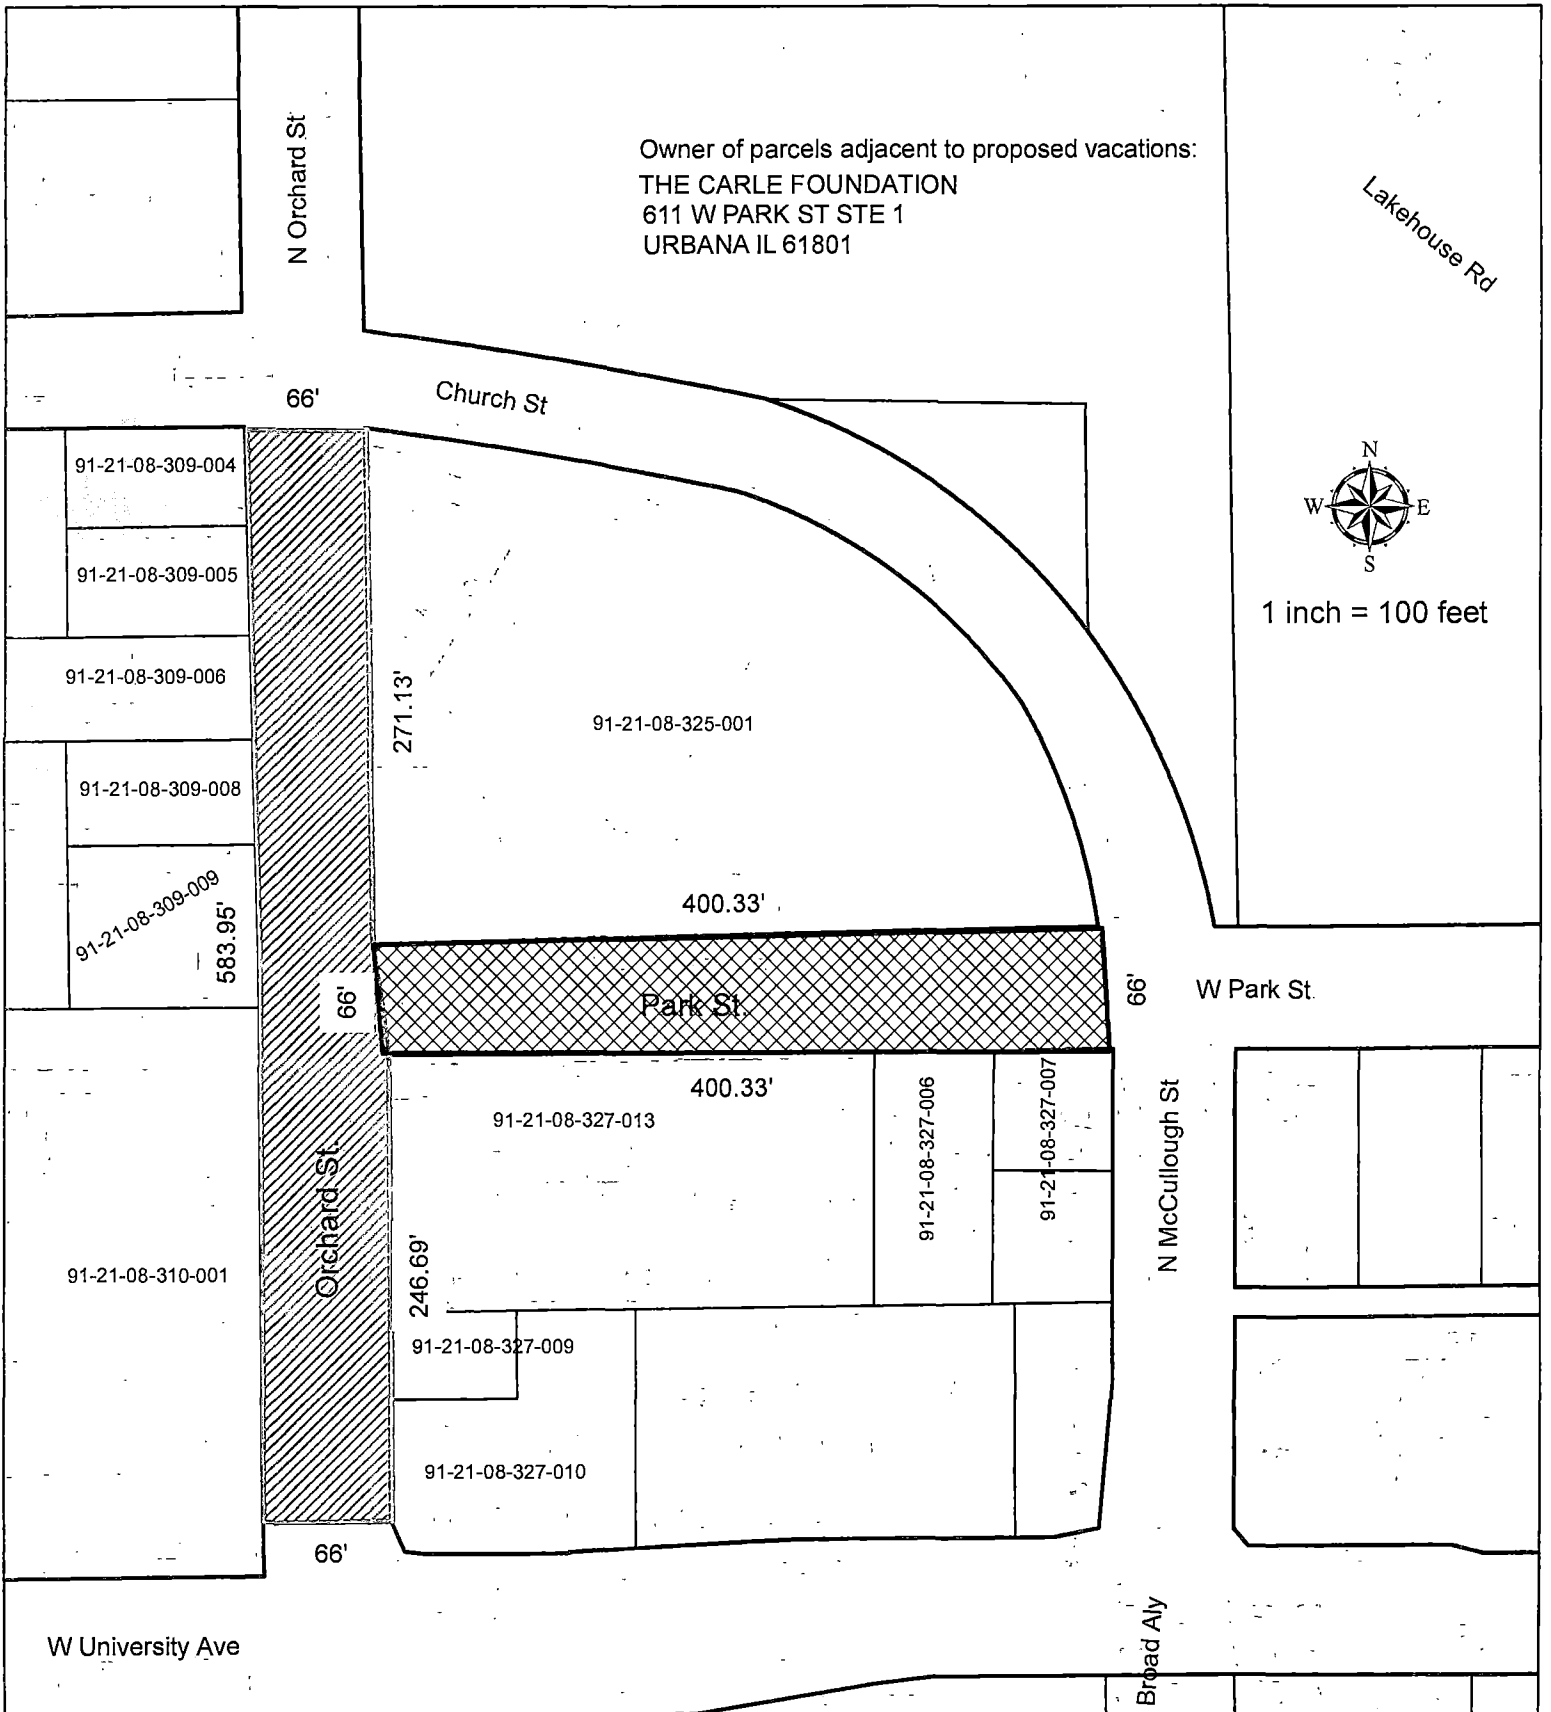 N Orchard St
Owner of parcels adjacent to proposed vacations:
THE CARLE FOUNDATION
611 W PARK ST STE 1
URBANA IL 61801
Lakehouse Rd
66'
Church St
91-21-08-309-004
91-21-08-309-005
91-21-08-309-006
91-21-08-309-008
91-21-08-309-009
583.95'
271.13'
91-21-08-325-001
N
W
E
S
1 inch = 100 feet
400.33'
66'
Park St.
66'
W Park St
400.33'
91-21-08-327-013
91-21-08-327-006
91-21-08-327-007
N McCullough St
Orchard St.
91-21-08-310-001
246.69'
91-21-08-327-009
91-21-08-327-010
66'
W University Ave
Broad Aly